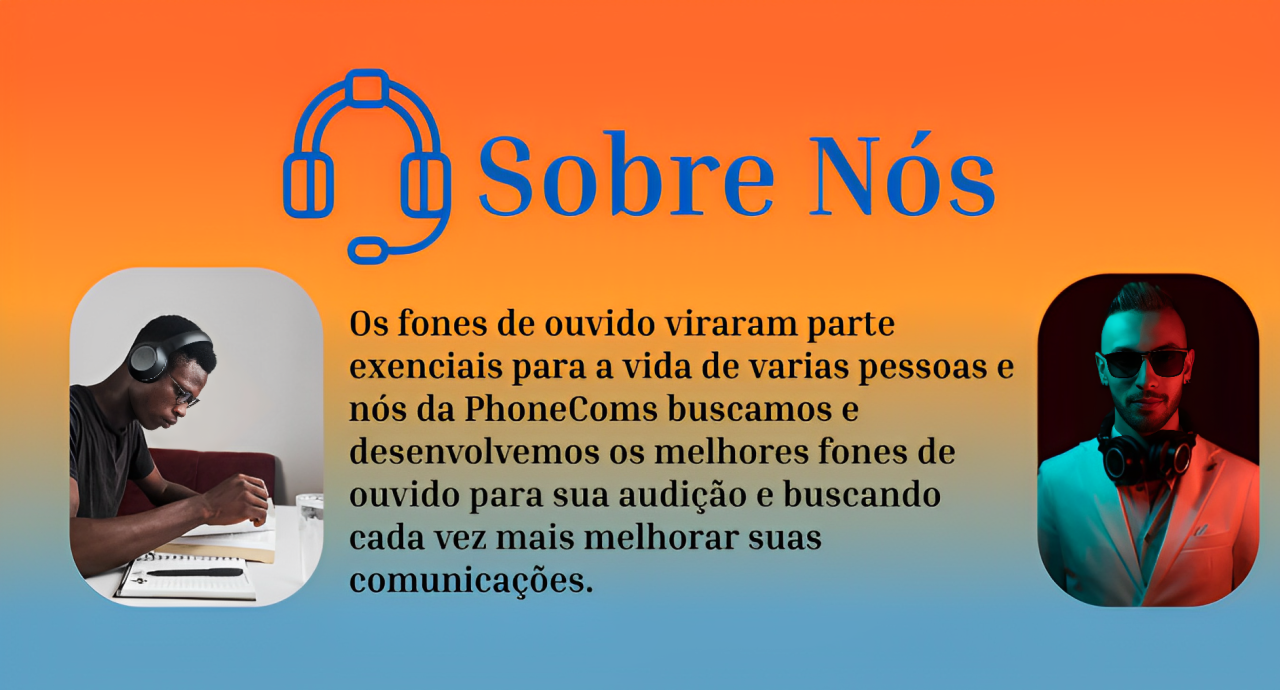 Sobre Nós
Os fones de ouvido viraram parte
exenciais para a vida de varias pessoas e
nós da PhoneComs buscamos e
desenvolvemos os melhores fones de
ouvido para sua audição e buscando
cada vez mais melhorar suas
comunicações.